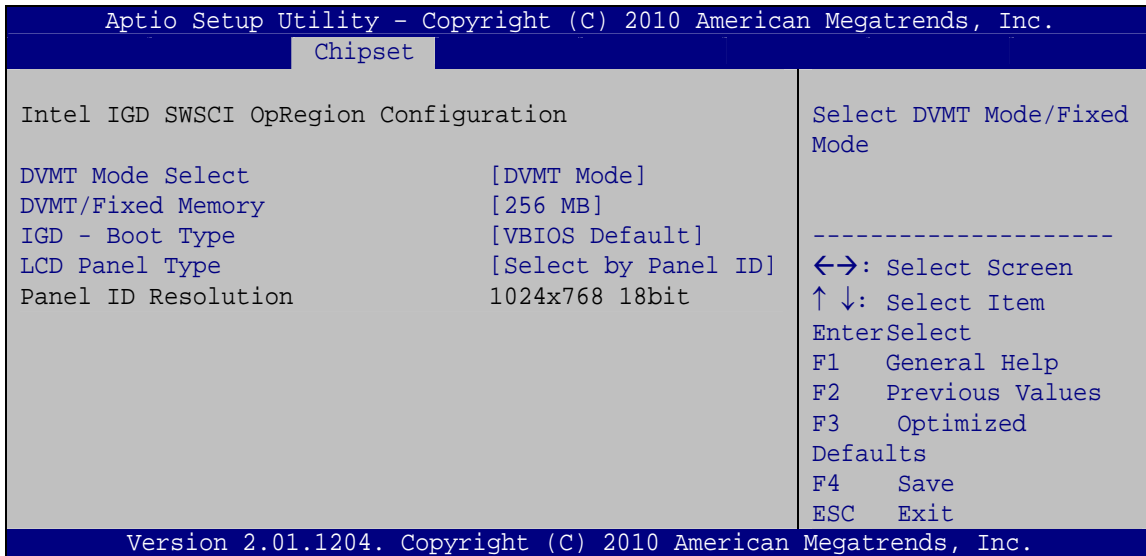 Aptio Setup Utility – Copyright (C) 2010 American Megatrends, Inc.
Chipset
Intel IGD SWSCI OpRegion Configuration
DVMT Mode Select [DVMT Mode]
DVMT/Fixed Memory [256 MB]
IGD - Boot Type [VBIOS Default]
LCD Panel Type [Select by Panel ID]
Panel ID Resolution 1024x768 18bit
Select DVMT Mode/Fixed
Mode
---------------------
←→: Select Screen
↑ ↓: Select Item
EnterSelect
F1 General Help
F2 Previous Values
F3 Optimized
Defaults
F4 Save
ESC Exit
Version 2.01.1204. Copyright (C) 2010 American Megatrends, Inc.